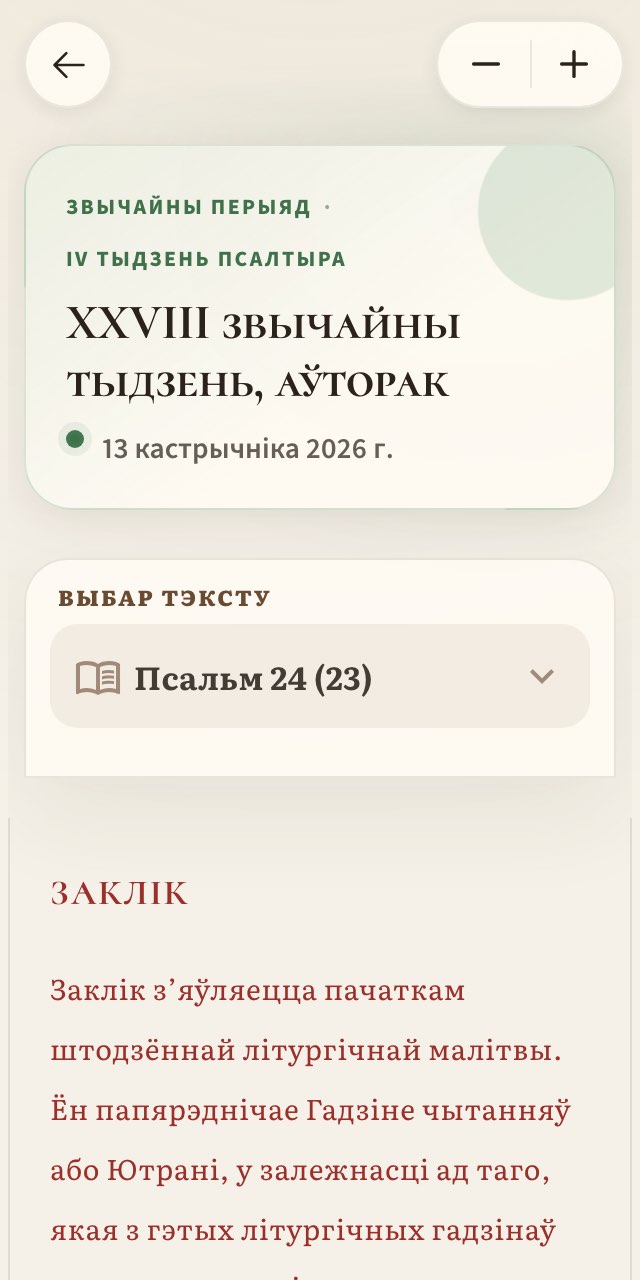 ЗВЫЧАЙНЫ ПЕРЫЯД ·
IV ТЫДЗЕНЬ ПСАЛТЫРА
XXVIII ЗВЫЧАЙНЫ
ТЫДЗЕНЬ, АЎТОРАК
13 кастрычніка 2026 г.
ВЫБАР ТЭКСТУ
Псальм 24 (23)
ЗАКЛІК
Заклік з’яўляецца пачаткам
штодзённай літургічнай малітвы.
Ён папярэднічае Гадзіне чытанняў
або Ютрані, у залежнасці ад таго,
якая з гэтых літургічных гадзінаў